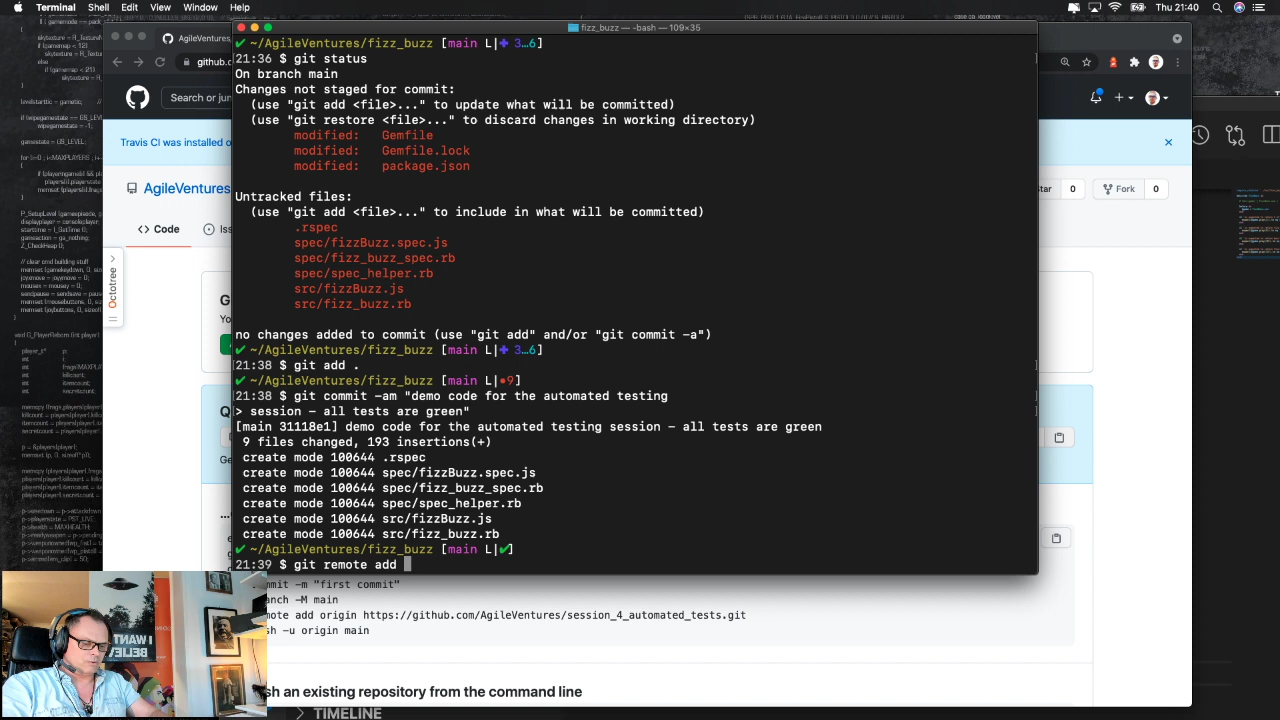 Terminal Shell Edit View Window Help
Thu 21:40
fizz_buzz — -bash — 109×35
✔ ~/AgileVentures/fizz_buzz [main L|✚ 3…6]
21:36 $ git status
On branch main
Changes not staged for commit:
(use "git add <file>..." to update what will be committed)
(use "git restore <file>..." to discard changes in working directory)
modified: Gemfile
modified: Gemfile.lock
modified: package.json
Untracked files:
(use "git add <file>..." to include in what will be committed)
.rspec
spec/fizzBuzz.spec.js
spec/fizz_buzz_spec.rb
spec/spec_helper.rb
src/fizzBuzz.js
src/fizz_buzz.rb
no changes added to commit (use "git add" and/or "git commit -a")
✔ ~/AgileVentures/fizz_buzz [main L|✚ 3…6]
21:38 $ git add .
✔ ~/AgileVentures/fizz_buzz [main L|●9]
21:38 $ git commit -am "demo code for the automated testing
> session - all tests are green"
[main 31118e1] demo code for the automated testing session - all tests are green
9 files changed, 193 insertions(+)
create mode 100644 .rspec
create mode 100644 spec/fizzBuzz.spec.js
create mode 100644 spec/fizz_buzz_spec.rb
create mode 100644 spec/spec_helper.rb
create mode 100644 src/fizzBuzz.js
create mode 100644 src/fizz_buzz.rb
✔ ~/AgileVentures/fizz_buzz [main L|✔]
21:39 $ git remote add
AgileVentures/
github.
Search or jum
Travis CI was installed o
AgileVentures
Star 0
Fork 0
Code
Iss
Octotree
G
Yo
Q
Ge
...
commit -m "first commit"
branch -M main
mote add origin https://github.com/AgileVentures/session_4_automated_tests.git
sh -u origin main
sh an existing repository from the command line
TIMELINE
I WANT
BELIEV